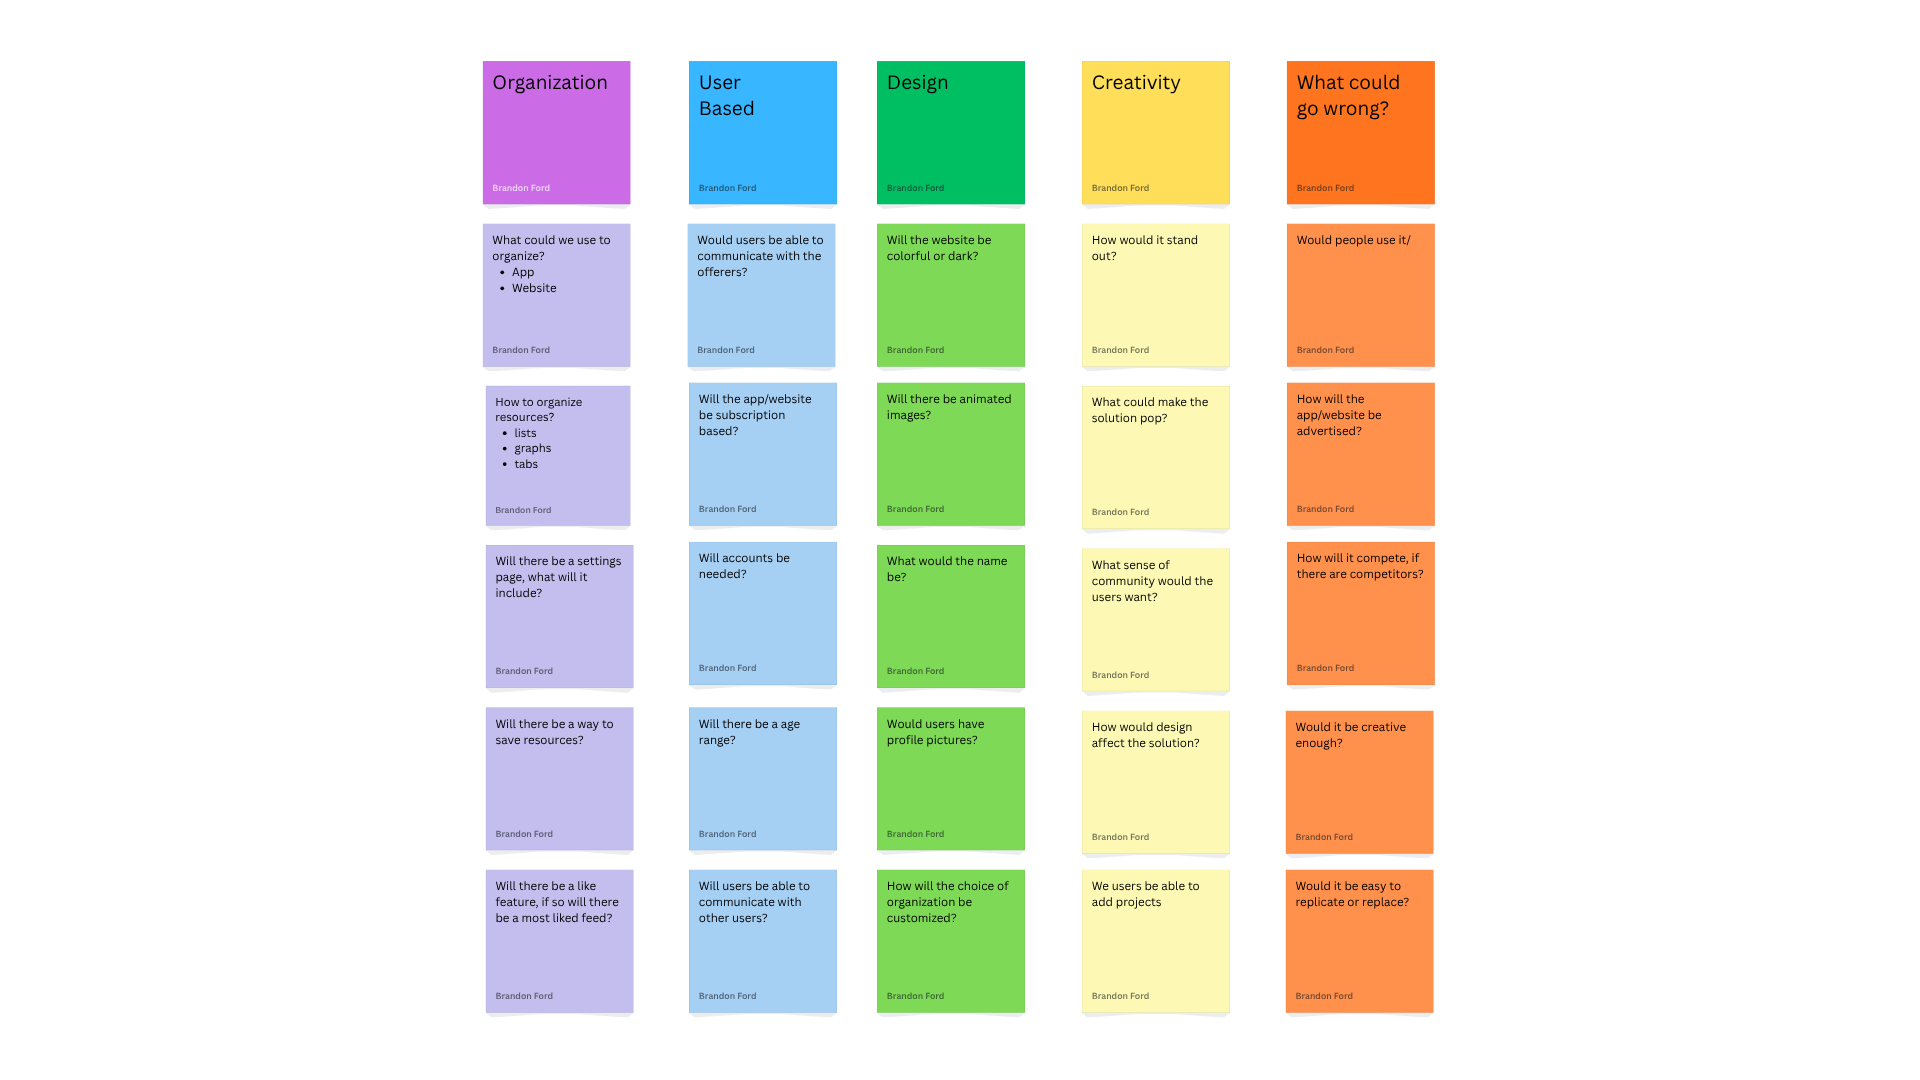 Organization
Brandon Ford
What could we use to
organize?
• App
• Website
Brandon Ford
How to organize
resources?
• lists
• graphs
• tabs
Brandon Ford
Will there be a settings
page, what will it
include?
Brandon Ford
Will there be a way to
save resources?
Brandon Ford
Will there be a like
feature, if so will there
be a most liked feed?
Brandon Ford
User
Based
Brandon Ford
Would users be able to
communicate with the
offerers?
Brandon Ford
Will the app/website
be subscription
based?
Brandon Ford
Will accounts be
needed?
Brandon Ford
Will there be a age
range?
Brandon Ford
Will users be able to
communicate with
other users?
Brandon Ford
Design
Brandon Ford
Will the website be
colorful or dark?
Brandon Ford
Will there be animated
images?
Brandon Ford
What would the name
be?
Brandon Ford
Would users have
profile pictures?
Brandon Ford
How will the choice of
organization be
customized?
Brandon Ford
Creativity
Brandon Ford
How would it stand
out?
Brandon Ford
What could make the
solution pop?
Brandon Ford
What sense of
community would the
users want?
Brandon Ford
How would design
affect the solution?
Brandon Ford
We users be able to
add projects
Brandon Ford
What could
go wrong?
Brandon Ford
Would people use it/
Brandon Ford
How will the
app/website be
advertised?
Brandon Ford
How will it compete, if
there are competitors?
Brandon Ford
Would it be creative
enough?
Brandon Ford
Would it be easy to
replicate or replace?
Brandon Ford